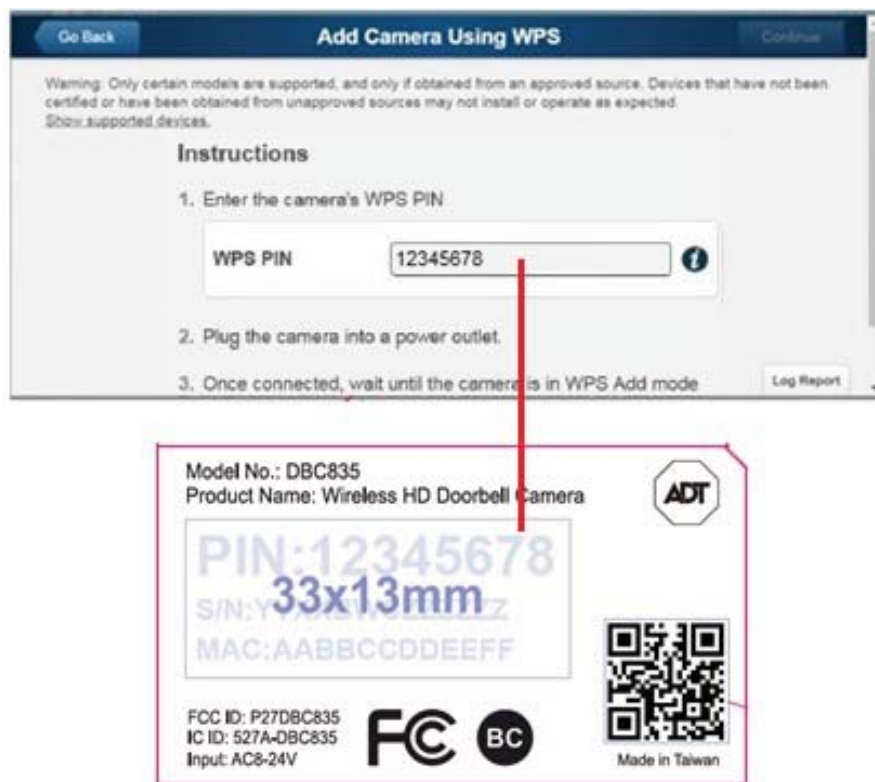 Go Back
Add Camera Using WPS
Continue
Warning: Only certain models are supported, and only if obtained from an approved source. Devices that have not been
certified or have been obtained from unapproved sources may not install or operate as expected.
Show supported devices.
Instructions
1. Enter the camera's WPS PIN
WPS PIN
12345678
2. Plug the camera into a power outlet.
3. Once connected, wait until the camera is in WPS Add mode
Log Report
Model No.: DBC835
Product Name: Wireless HD Doorbell Camera
ADT
PIN:12345678
33x13mm
S/N:
MAC:AABBCCDDEEFF
FCC ID: P27DBC835
IC ID: 527A-DBC835
Input: AC8-24V
FC
BC
Made in Taiwan